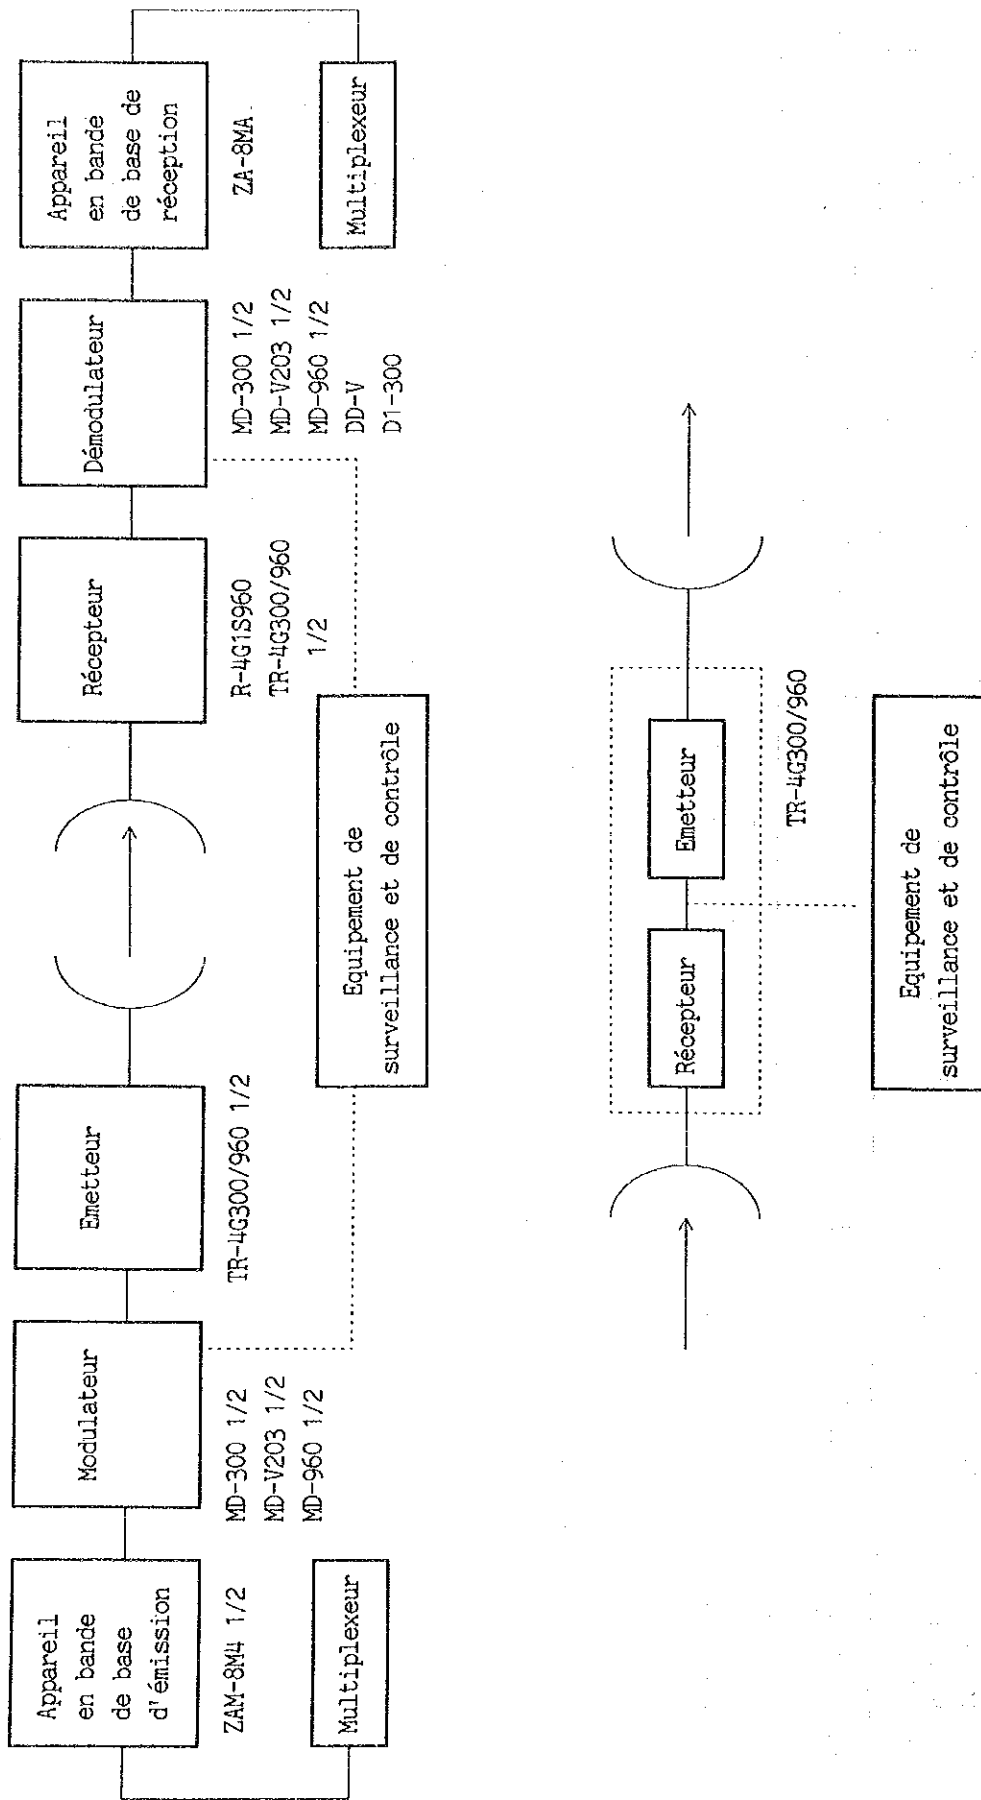 Appareil
en bande
de base
d'émission
ZAM-8M4 1/2
Multiplexeur
Modulateur
MD-300 1/2
MD-V203 1/2
MD-960 1/2
Emetteur
TR-4G300/960 1/2
Equipement de
surveillance et de contrôle
Récepteur
R-4G1S960
TR-4G300/960
1/2
Démodulateur
MD-300 1/2
MD-V203 1/2
MD-960 1/2
DD-V
D1-300
Appareil
en bande
de base de
réception
ZA-8MA
Multiplexeur
Récepteur
Emetteur
TR-4G300/960
Equipement de
surveillance et de contrôle